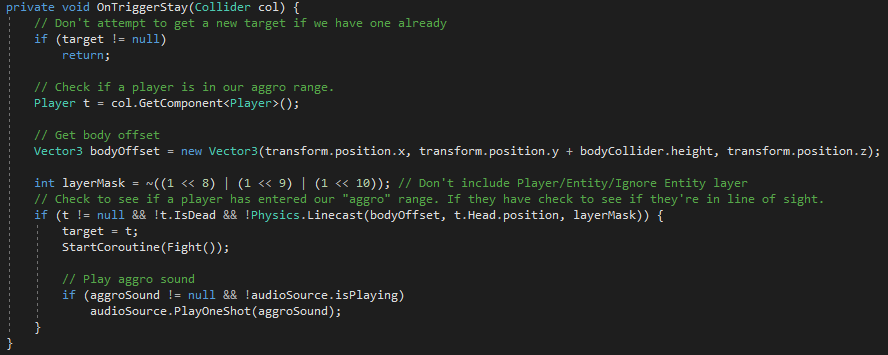 private void OnTriggerStay(Collider col) {
    // Don't attempt to get a new target if we have one already
    if (target != null)
        return;

    // Check if a player is in our aggro range.
    Player t = col.GetComponent<Player>();

    // Get body offset
    Vector3 bodyOffset = new Vector3(transform.position.x, transform.position.y + bodyCollider.height, transform.position.z);

    int layerMask = ~((1 << 8) | (1 << 9) | (1 << 10)); // Don't include Player/Entity/Ignore Entity layer
    // Check to see if a player has entered our "aggro" range. If they have check to see if they're in line of sight.
    if (t != null && !t.IsDead && !Physics.Linecast(bodyOffset, t.Head.position, layerMask)) {
        target = t;
        StartCoroutine(Fight());

        // Play aggro sound
        if (aggroSound != null && !audioSource.isPlaying)
            audioSource.PlayOneShot(aggroSound);
    }
}